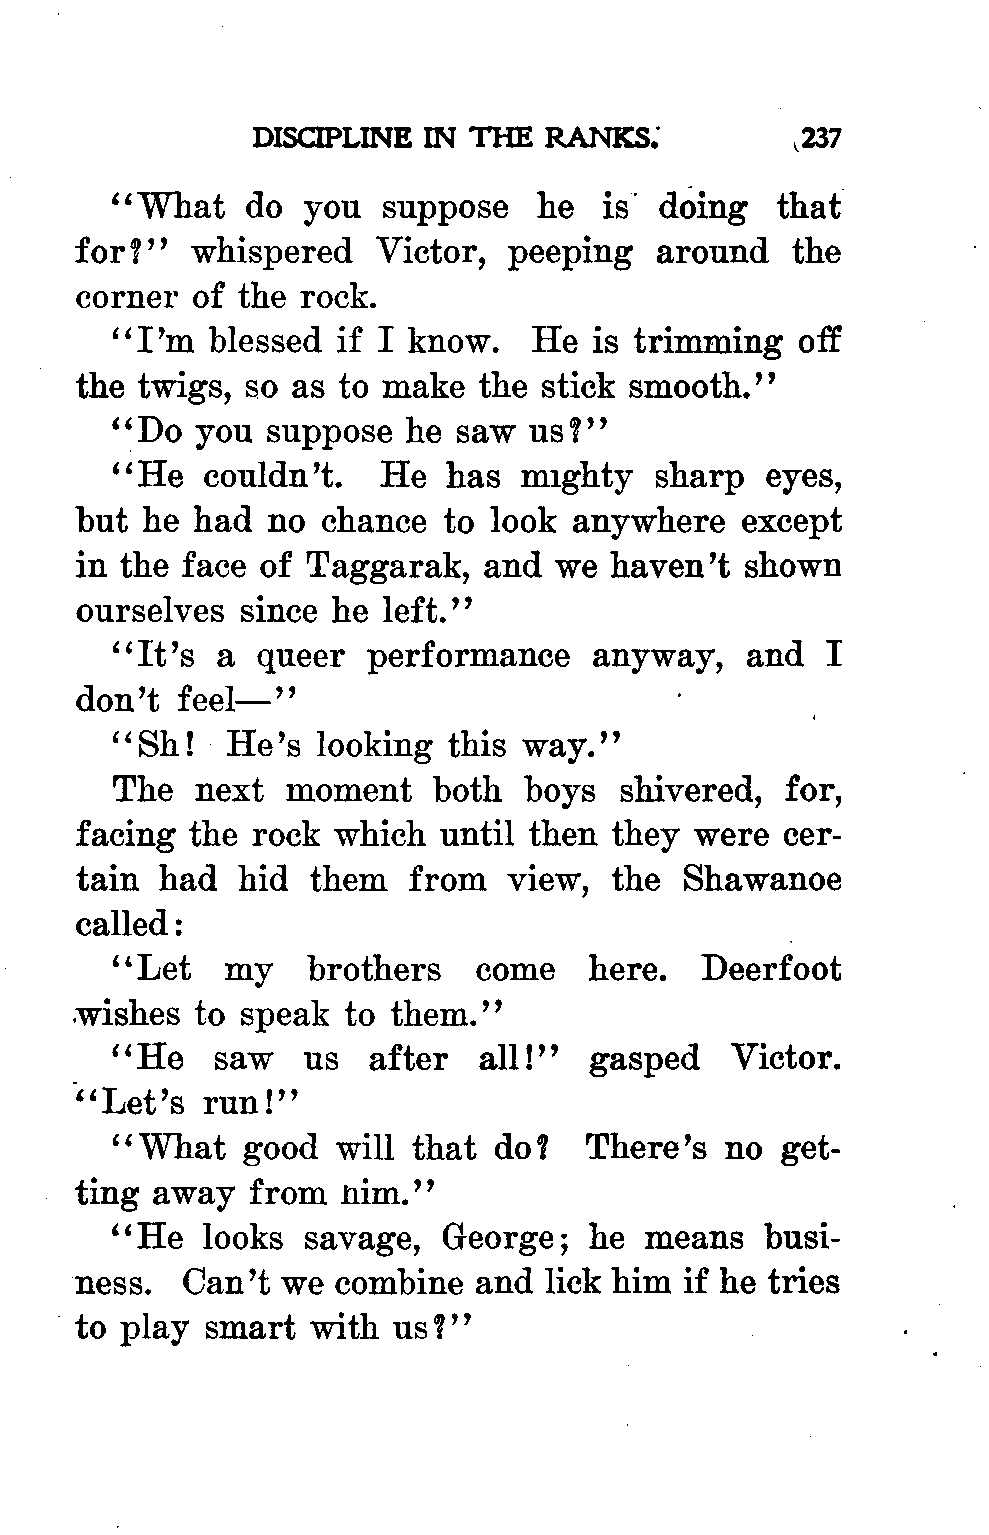 DISCIPLINE IN THE RANKS. 237
"What do you suppose he is doing that
for?" whispered Victor, peeping around the
corner of the rock.
"I'm blessed if I know. He is trimming off
the twigs, so as to make the stick smooth."
"Do you suppose he saw us?"
"He couldn't. He has mighty sharp eyes,
but he had no chance to look anywhere except
in the face of Taggarak, and we haven't shown
ourselves since he left."
"It's a queer performance anyway, and I
don't feel—"
"Sh! He's looking this way."
The next moment both boys shivered, for,
facing the rock which until then they were cer-
tain had hid them from view, the Shawanoe
called:
"Let my brothers come here. Deerfoot
wishes to speak to them."
"He saw us after all!" gasped Victor.
"Let's run!"
"What good will that do? There's no get-
ting away from him."
"He looks savage, George; he means busi-
ness. Can't we combine and lick him if he tries
to play smart with us?"